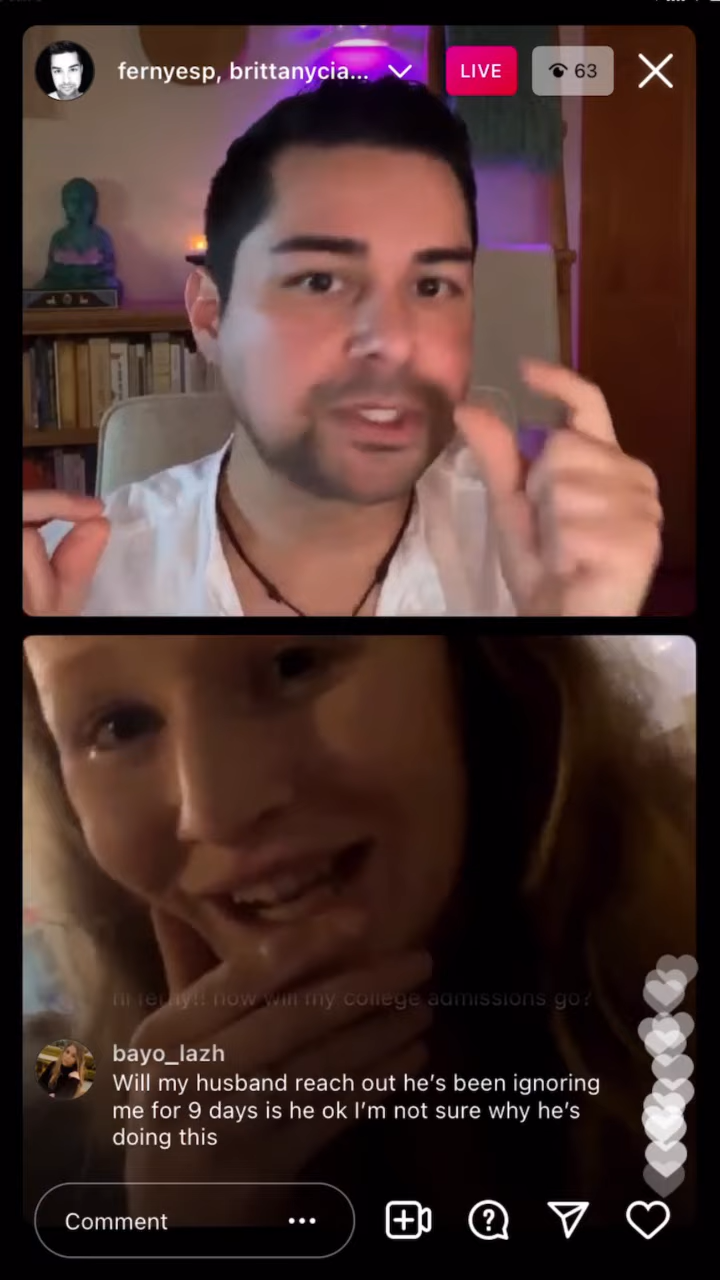 fernyesp, brittanycia...
LIVE
63
hi ferny!! how will my college admissions go?
bayo_lazh
Will my husband reach out he's been ignoring
me for 9 days is he ok I'm not sure why he's
doing this
Comment